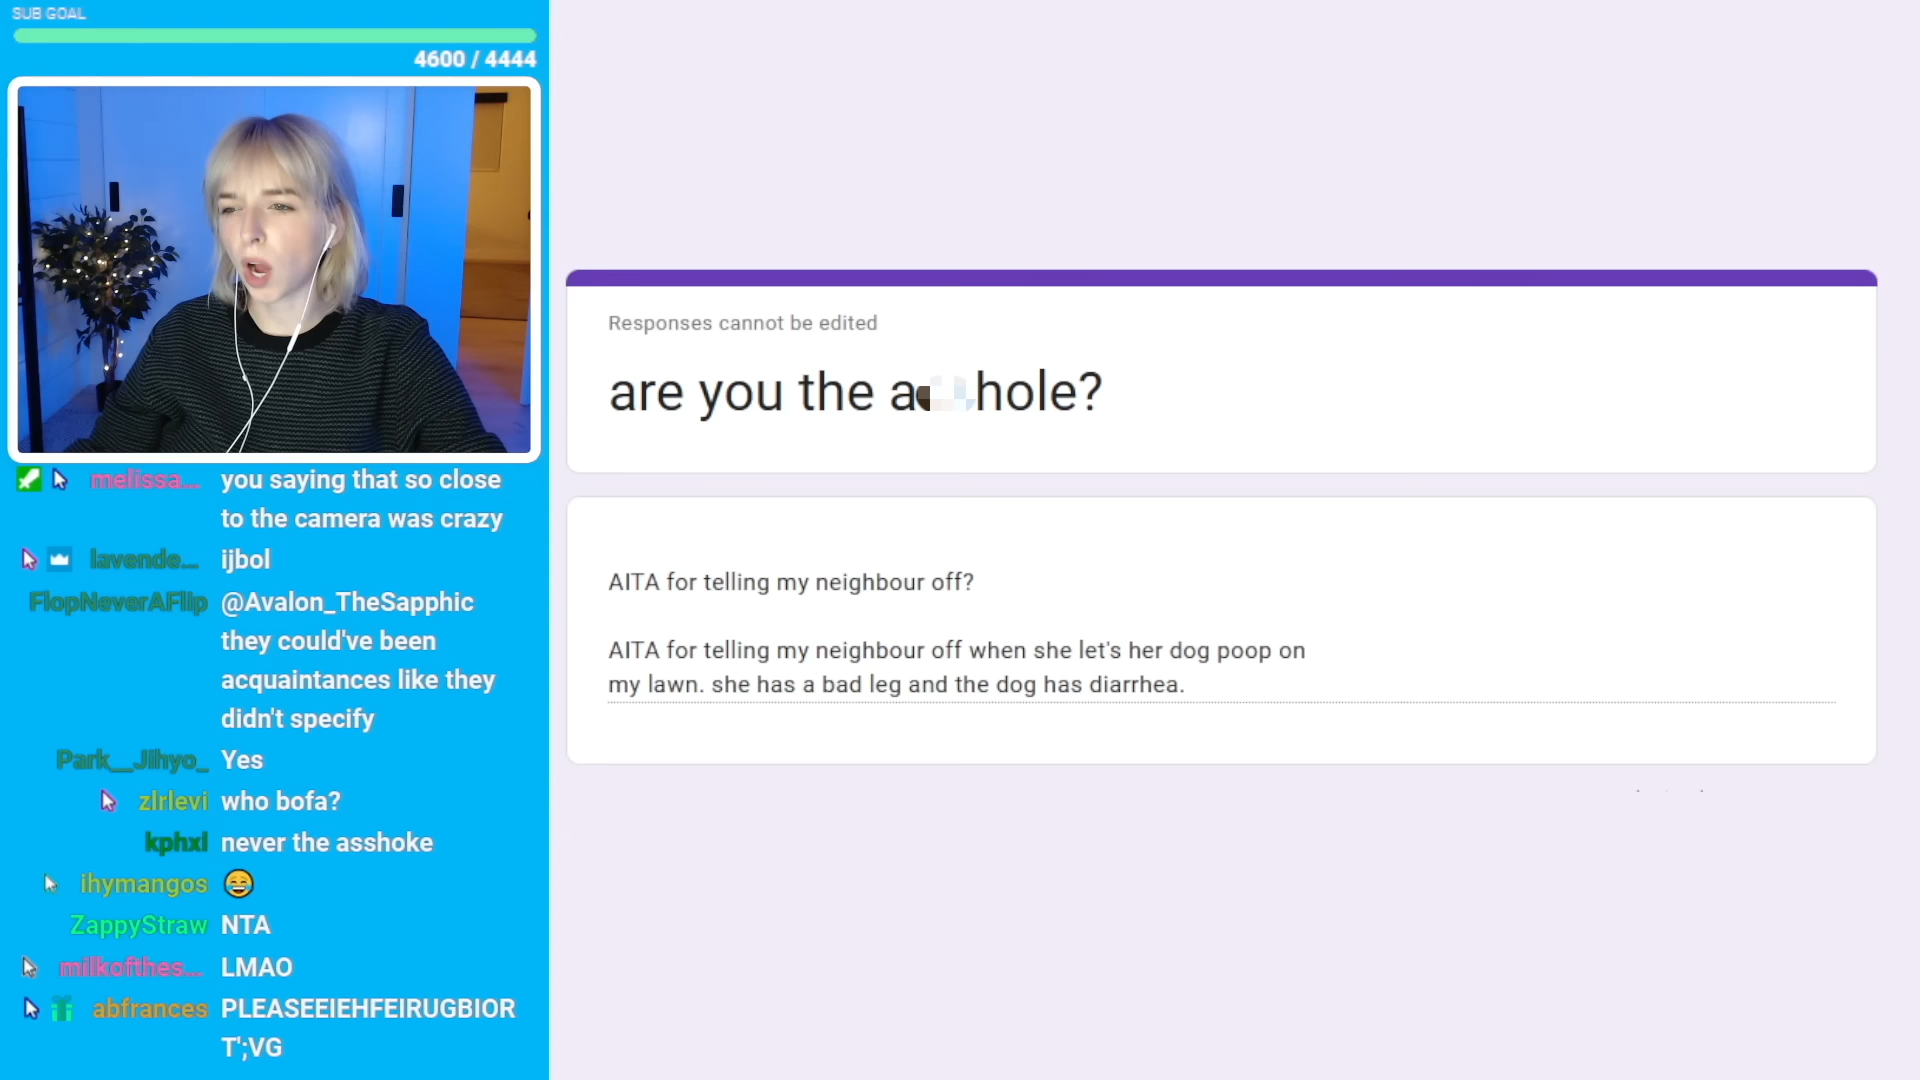 SUB GOAL
4600 / 4444
melissa... you saying that so close
to the camera was crazy
lavende... ijbol
FlopNeverAFlip @Avalon_TheSapphic
they could've been
acquaintances like they
didn't specify
Park__Jihyo_ Yes
zlrlevi who bofa?
kphxl never the asshoke
ihymangos 😂
ZappyStraw NTA
milkofthes... LMAO
abfrances PLEASEEIEHFEIRUGBIOR
T';VG
Responses cannot be edited
are you the a hole?
AITA for telling my neighbour off?
AITA for telling my neighbour off when she let's her dog poop on
my lawn. she has a bad leg and the dog has diarrhea.